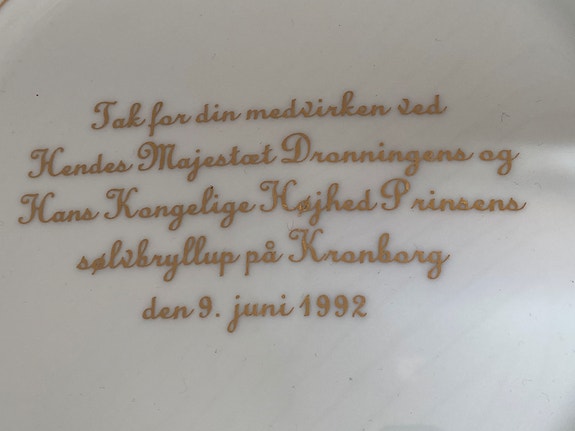 Tak for din medvirken ved
Hendes Majestæt Dronningens og
Hans Kongelige Højhed Prinsens
sølvbryllup på Kronborg
den 9. juni 1992